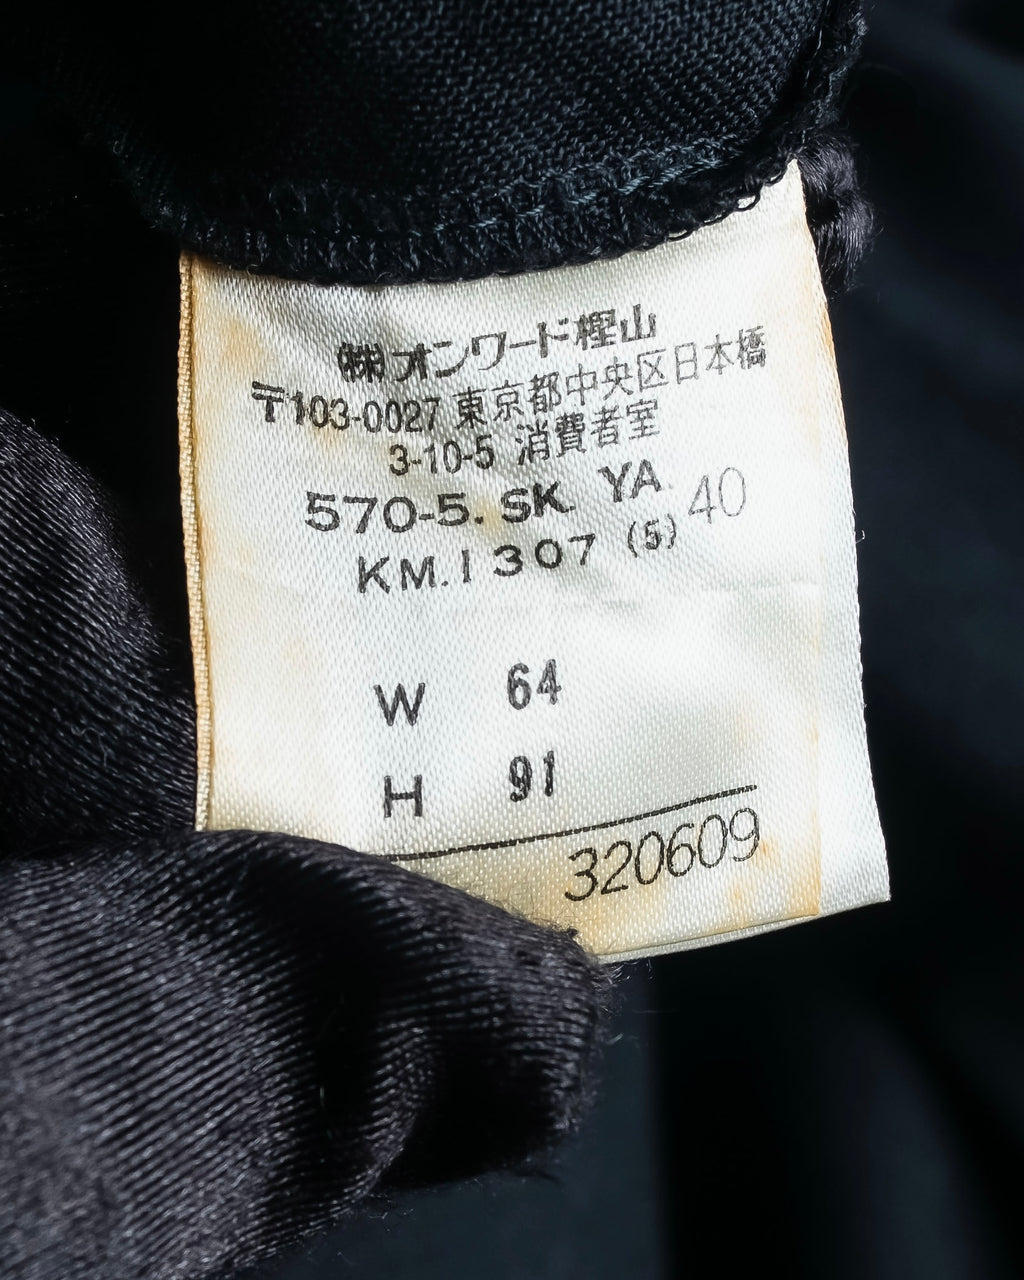 ㈱オンワード樫山
〒103-0027 東京都中央区日本橋
3-10-5 消費者室
570-5. SK YA 40
KM.1307 (5)
W 64
H 91
320609